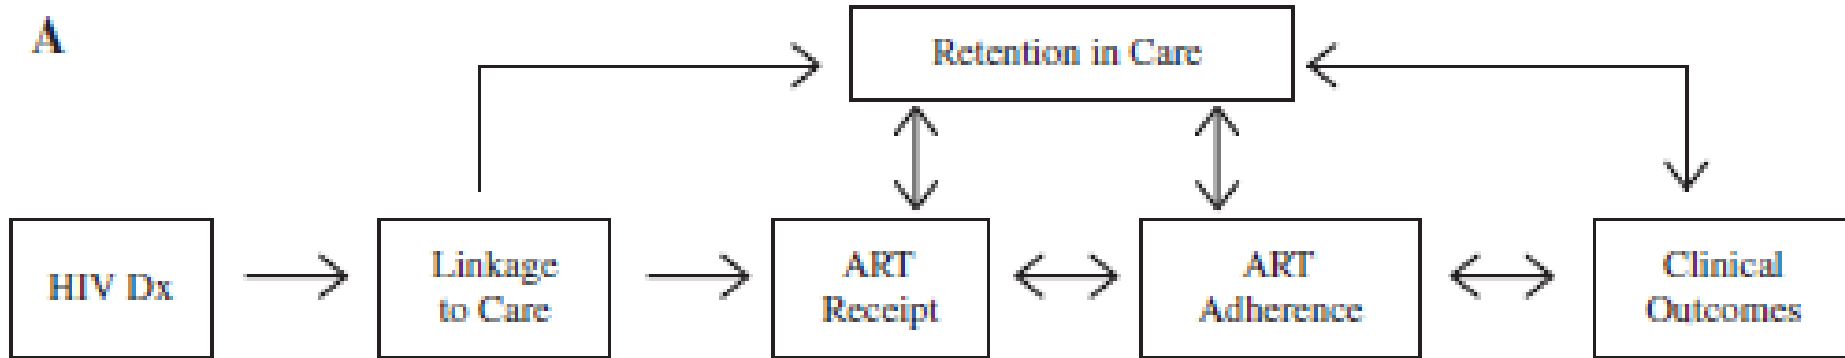 A
Retention in Care
HIV Dx
Linkage
to Care
ART
Receipt
ART
Adherence
Clinical
Outcomes